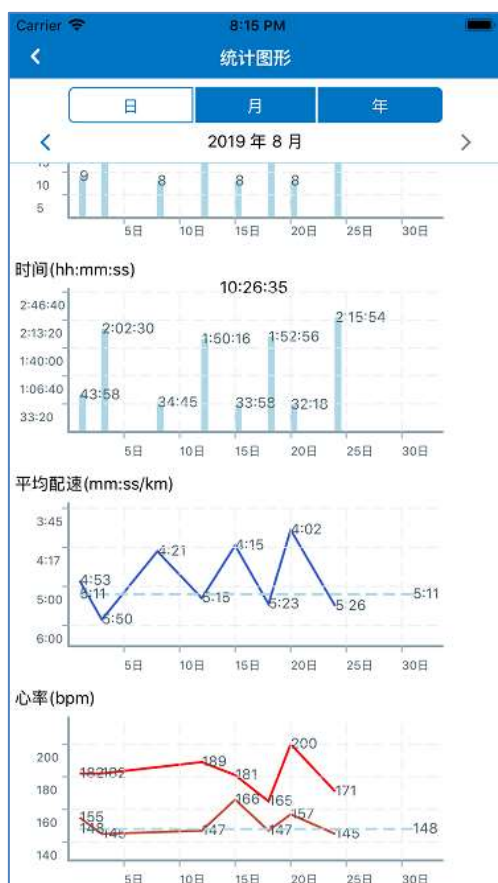 Carrier 8:15 PM
统计图形
日 月 年
2019 年 8 月
10
5
9 8 8 8
5日 10日 15日 20日 25日 30日
时间(hh:mm:ss)
10:26:35
2:46:40
2:13:20
1:40:00
1:06:40
33:20
43:58 2:02:30 34:45 1:50:16 33:58 1:52:56 32:18 2:15:54
5日 10日 15日 20日 25日 30日
平均配速(mm:ss/km)
3:45
4:17
5:00
6:00
4:53 5:50 4:21 5:15 4:15 5:23 4:02 5:26
5:11 5:11
5日 10日 15日 20日 25日 30日
心率(bpm)
200
180
160
140
182 182 189 181 165 200 171
155 145 147 166 147 157 145
148 148
5日 10日 15日 20日 25日 30日